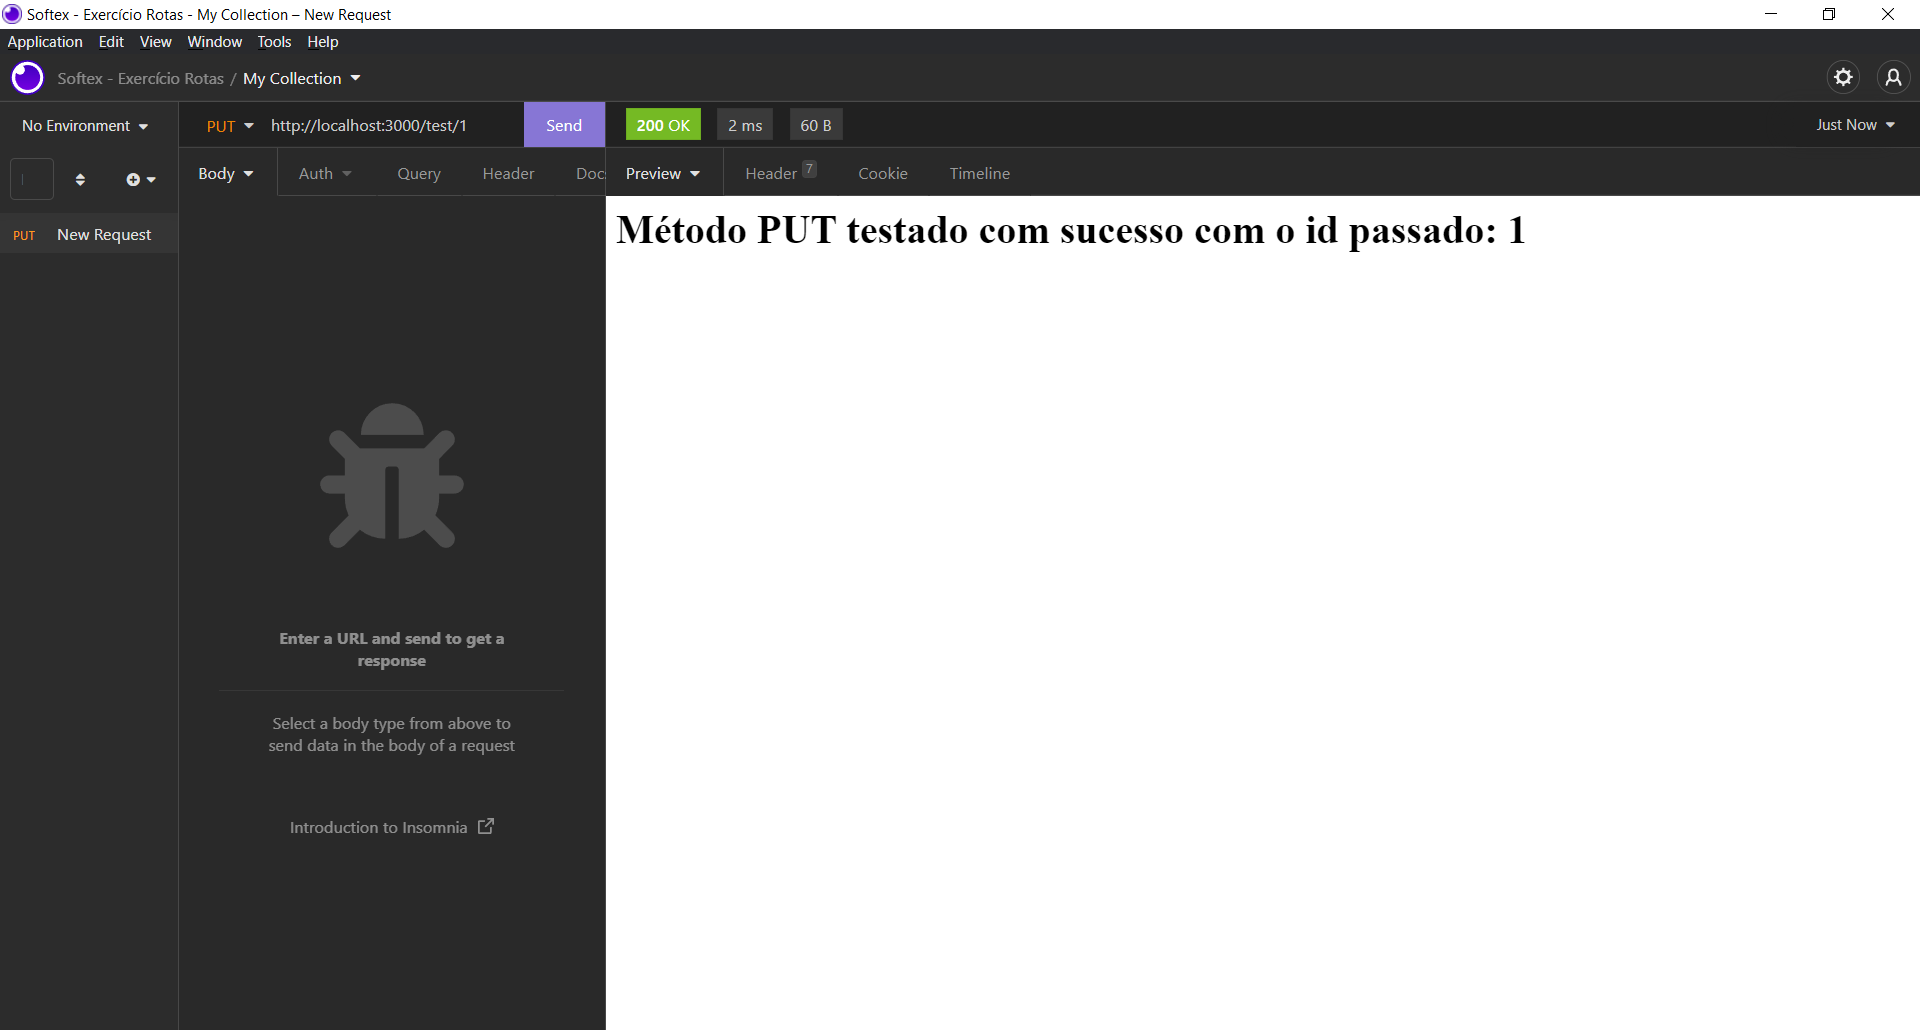 Softex - Exercício Rotas - My Collection – New Request
Application Edit View Window Tools Help
Softex - Exercício Rotas / My Collection
No Environment
PUT http://localhost:3000/test/1 Send
200 OK 2 ms 60 B
Just Now
Body Auth Query Header Doc
Preview Header 7 Cookie Timeline
PUT New Request
Método PUT testado com sucesso com o id passado: 1
Enter a URL and send to get a
response
Select a body type from above to
send data in the body of a request
Introduction to Insomnia